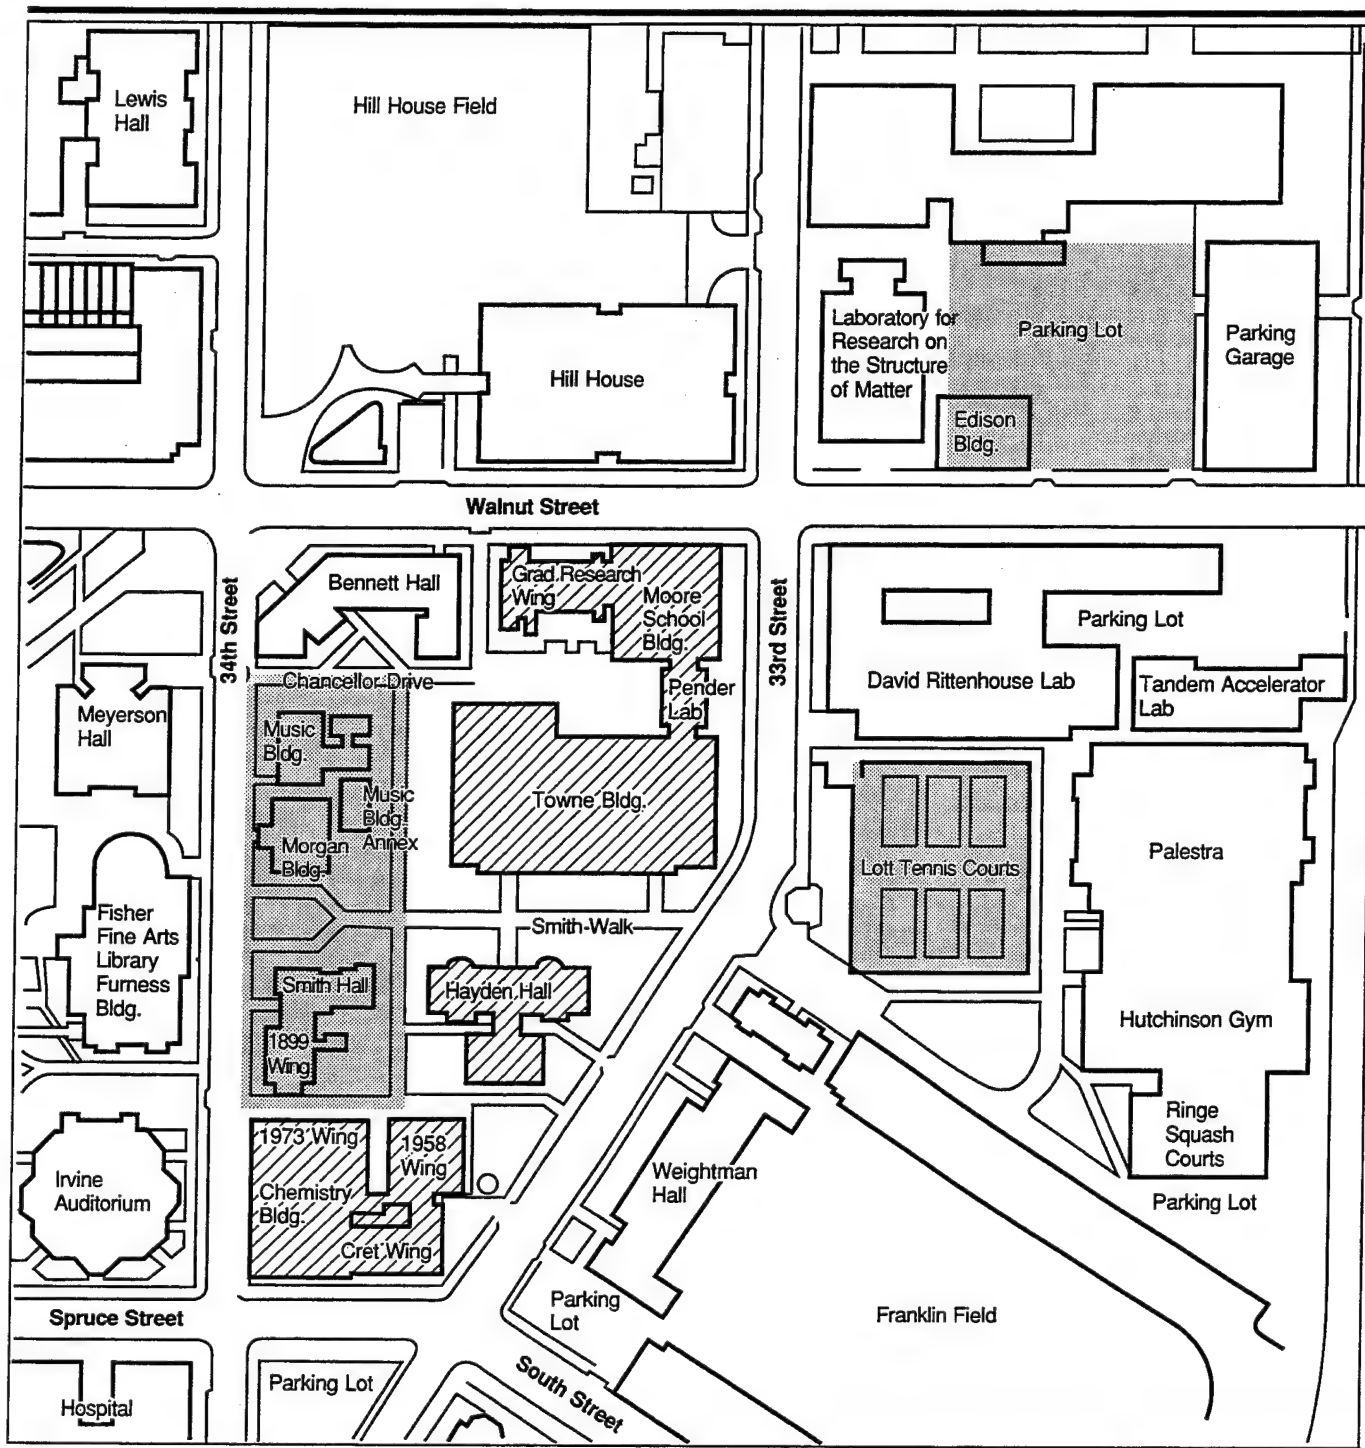 Lewis
Hall
Hill House Field
Laboratory for
Research on
the Structure
of Matter
Parking Lot
Parking
Garage
Hill House
Edison
Bldg.
Walnut Street
34th Street
Bennett Hall
Grad Research
Wing
Moore
School
Bldg.
33rd Street
Parking Lot
Chancellor Drive
Pender
Lab
David Rittenhouse Lab
Tandem Accelerator
Lab
Meyerson
Hall
Music
Bldg.
Music
Bldg.
Annex
Towne Bldg.
Morgan
Bldg.
Lott Tennis Courts
Palestra
Fisher
Fine Arts
Library
Furness
Bldg.
Smith Walk
Smith Hall
Hayden Hall
1899
Wing
Hutchinson Gym
Ringe
Squash
Courts
1973 Wing
1958
Wing
Irvine
Auditorium
Chemistry
Bldg.
Cret Wing
Weightman
Hall
Parking Lot
Spruce Street
Parking
Lot
Franklin Field
Hospital
Parking Lot
South Street